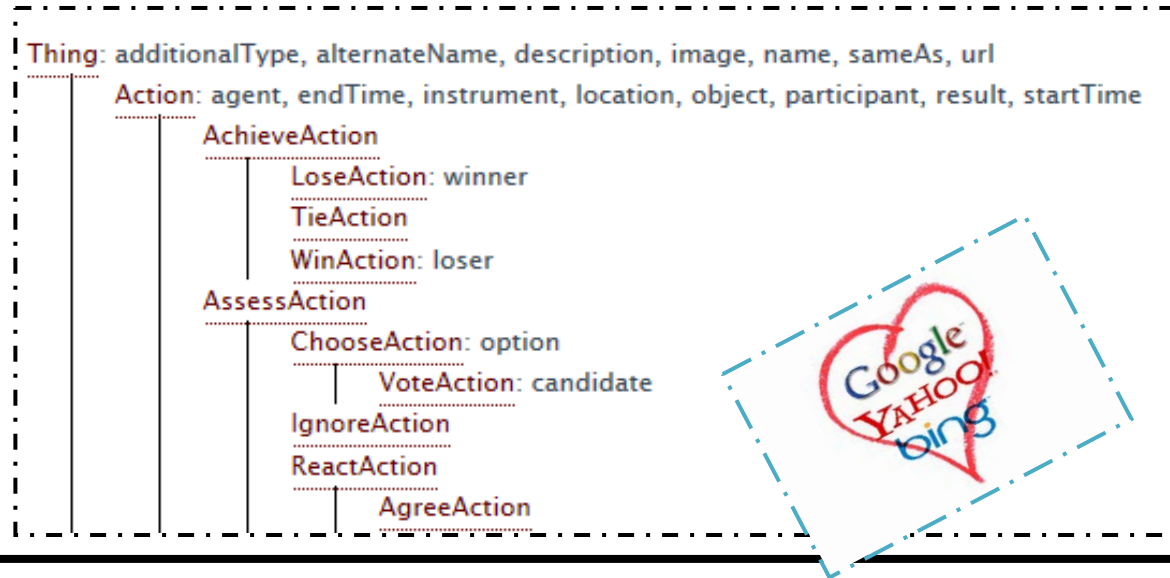 Thing: additionalType, alternateName, description, image, name, sameAs, url
Action: agent, endTime, instrument, location, object, participant, result, startTime
AchieveAction
LoseAction: winner
TieAction
WinAction: loser
AssessAction
ChooseAction: option
VoteAction: candidate
IgnoreAction
ReactAction
AgreeAction
Google
YAHOO!
bing